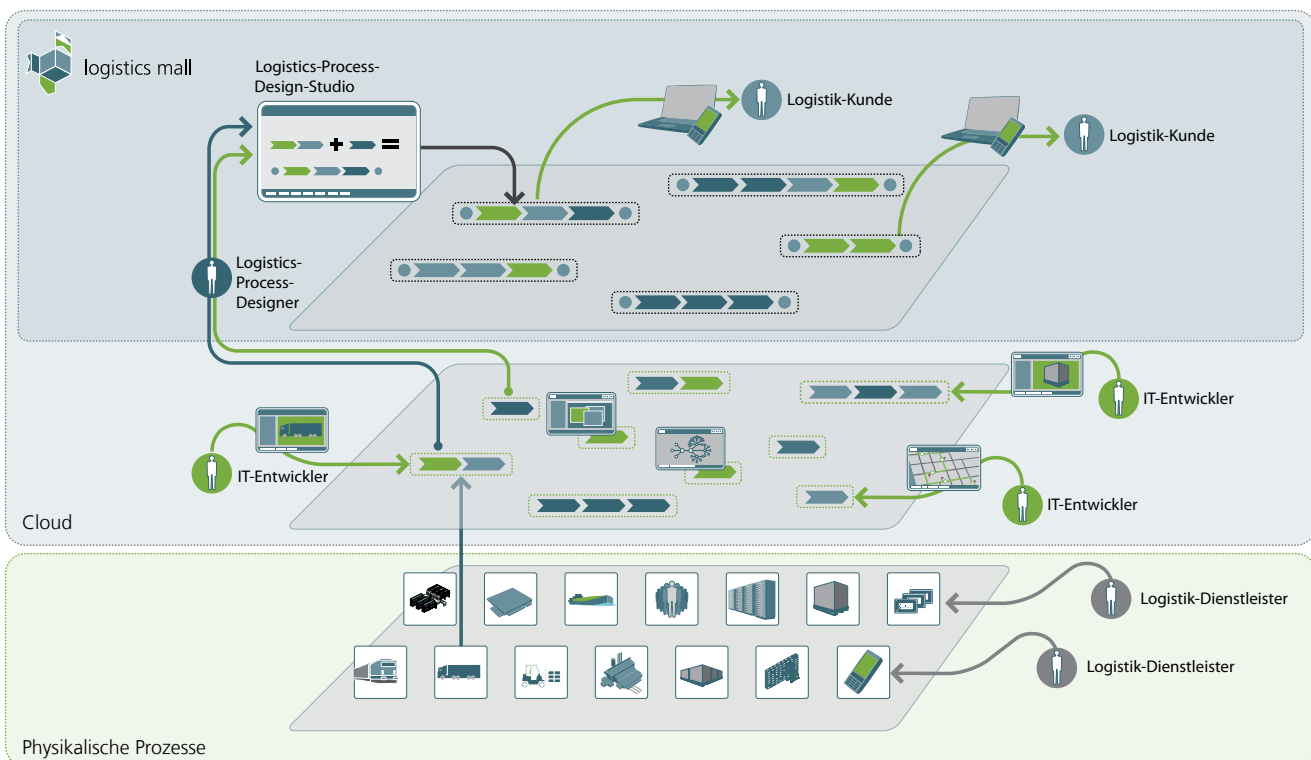 logistics mall
Logistics-Process-
Design-Studio
Logistik-Kunde
Logistik-Kunde
Logistics-
Process-
Designer
IT-Entwickler
IT-Entwickler
IT-Entwickler
Cloud
Logistik-Dienstleister
Logistik-Dienstleister
Physikalische Prozesse